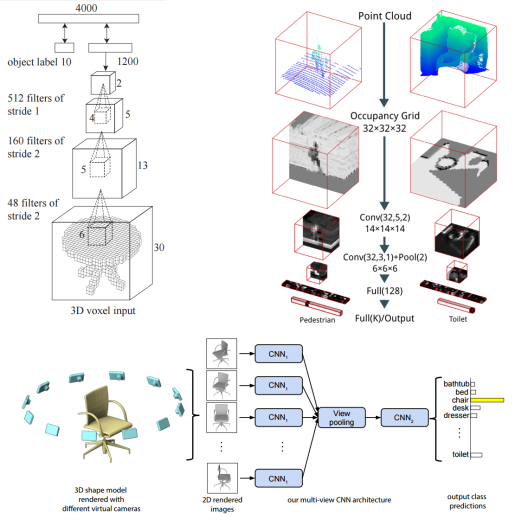 4000
object label 10
1200
2
512 filters of
stride 1
4
5
160 filters of
stride 2
5
13
48 filters of
stride 2
6
30
3D voxel input
Point Cloud
Occupancy Grid
32×32×32
Conv(32,5,2)
14×14×14
Conv(32,3,1)+Pool(2)
6×6×6
Full(128)
Pedestrian
Full(K)/Output
Toilet
3D shape model
rendered with
different virtual cameras
2D rendered
images
CNN₁
CNN₁
CNN₁
CNN₁
View
pooling
CNN₂
our multi-view CNN architecture
bathtub
bed
chair
desk
dresser
toilet
output class
predictions